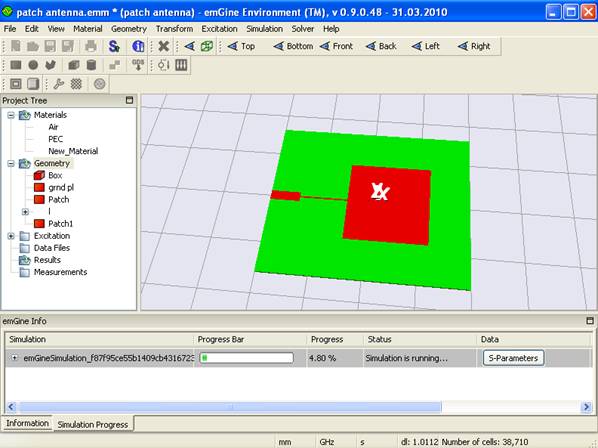 patch antenna.emm * (patch antenna) - emGine Environment (TM), v 0.9.0.48 - 31.03.2010
File Edit View Material Geometry Transform Excitation Simulation Solver Help
Top Bottom Front Back Left Right
Project Tree
Materials
Air
PEC
New_Material
Geometry
Box
grnd pl
Patch
l
Patch1
Excitation
Data Files
Results
Measurements
YX
emGine Info
Simulation Progress Bar Progress Status Data
emGineSimulation_f87f95ce55b1409cb4316723 4.80 % Simulation is running... S-Parameters
Information Simulation Progress
mm GHz s dl: 1.0112 Number of cells: 38,710